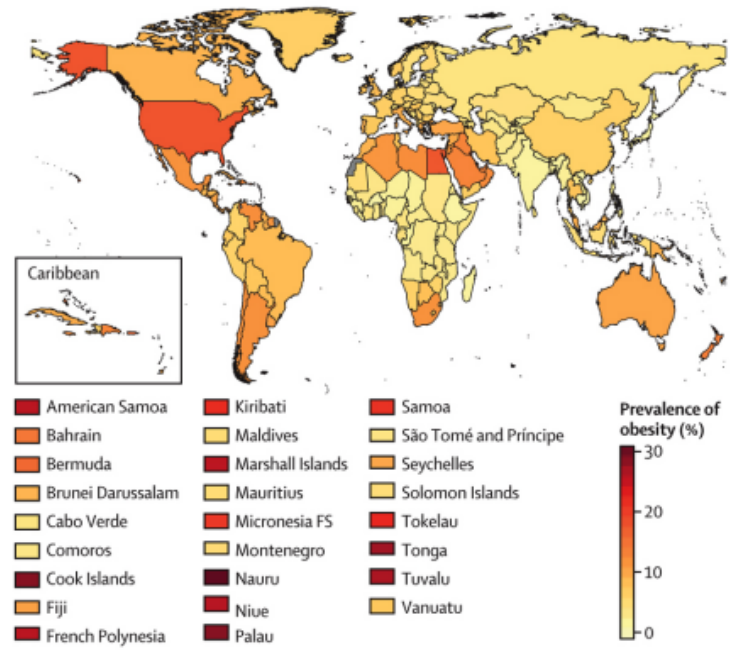 Caribbean
American Samoa
Bahrain
Bermuda
Brunei Darussalam
Cabo Verde
Comoros
Cook Islands
Fiji
French Polynesia
Kiribati
Maldives
Marshall Islands
Mauritius
Micronesia FS
Montenegro
Nauru
Niue
Palau
Samoa
São Tomé and Príncipe
Seychelles
Solomon Islands
Tokelau
Tonga
Tuvalu
Vanuatu
Prevalence of
obesity (%)
30
20
10
0